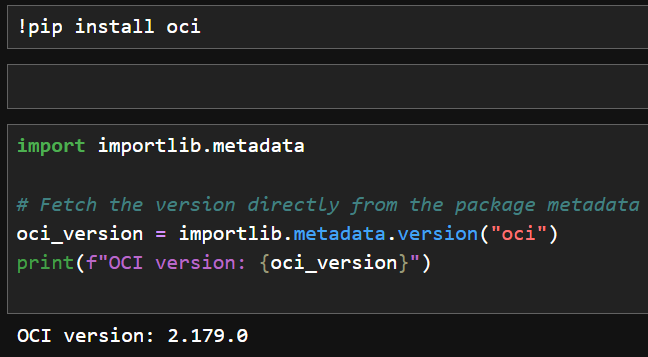 !pip install oci
import importlib.metadata
# Fetch the version directly from the package metadata
oci_version = importlib.metadata.version("oci")
print(f"OCI version: {oci_version}")
OCI version: 2.179.0